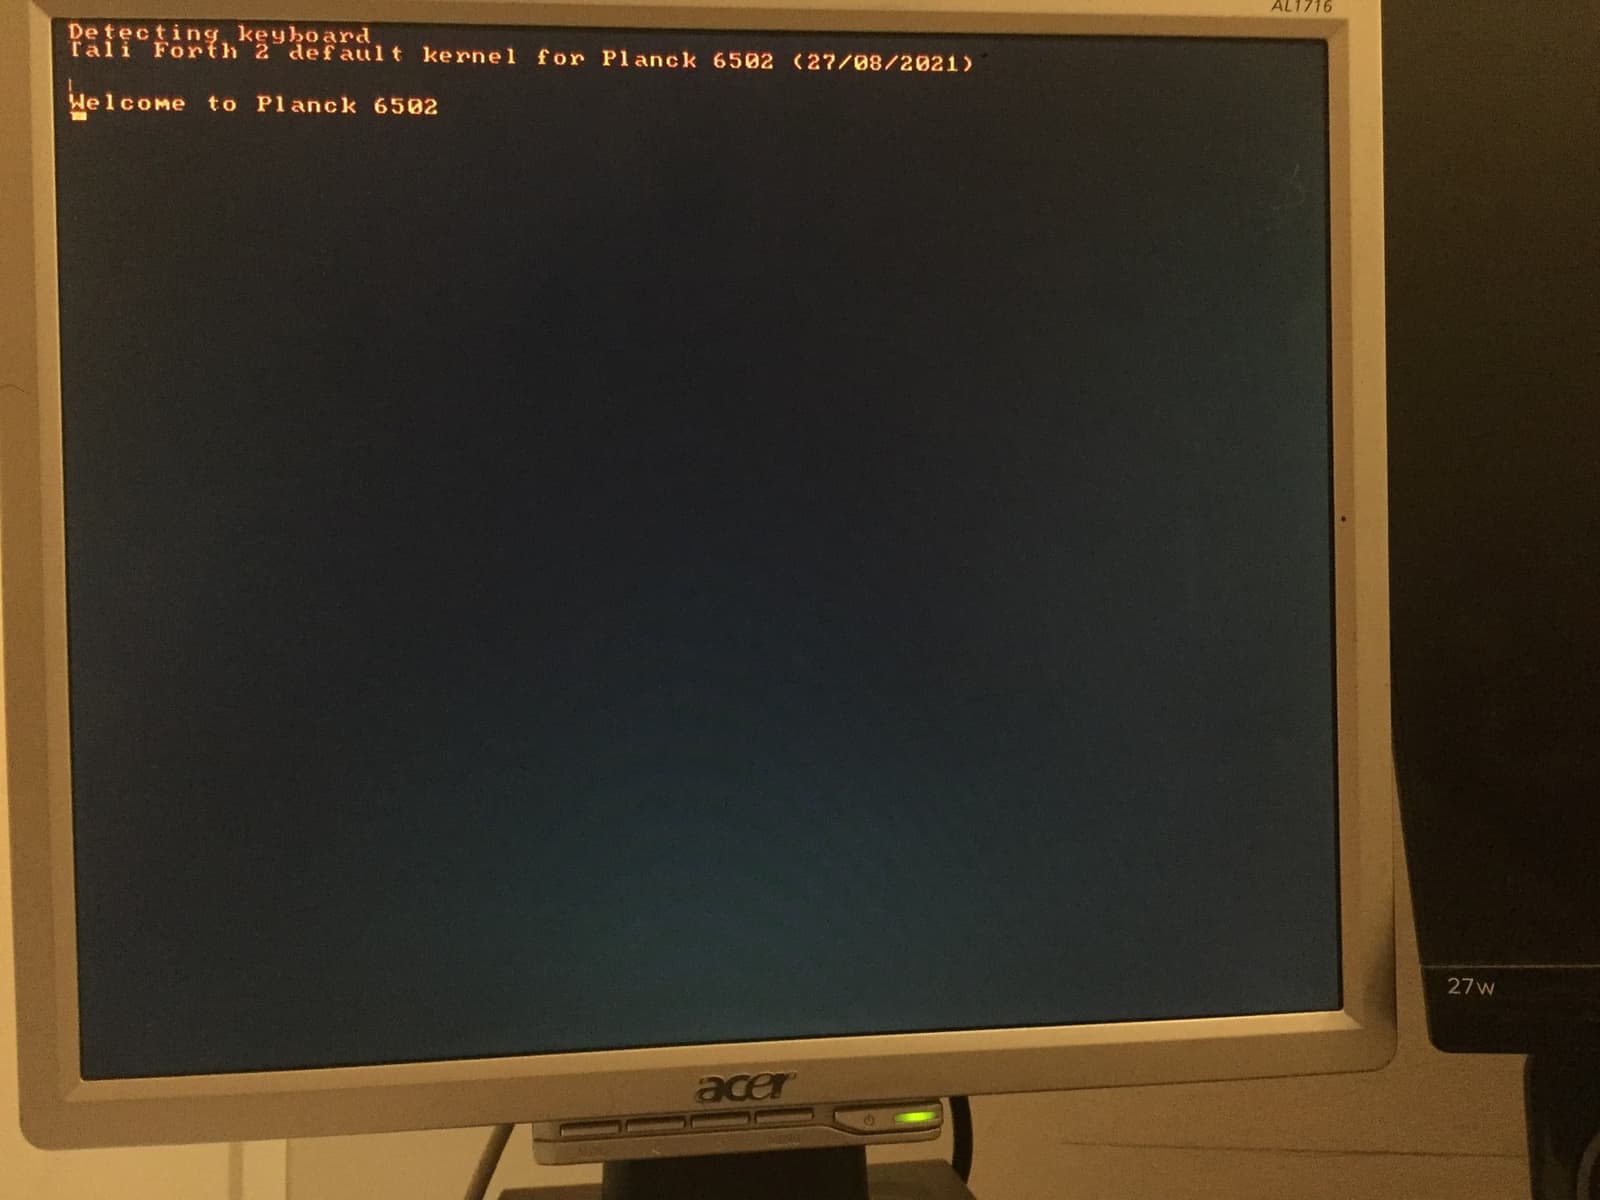 AL1716
Detecting keyboard
Tali Forth 2 default kernel for Planck 6502 (27/08/2021)
Welcome to Planck 6502
27w
acer